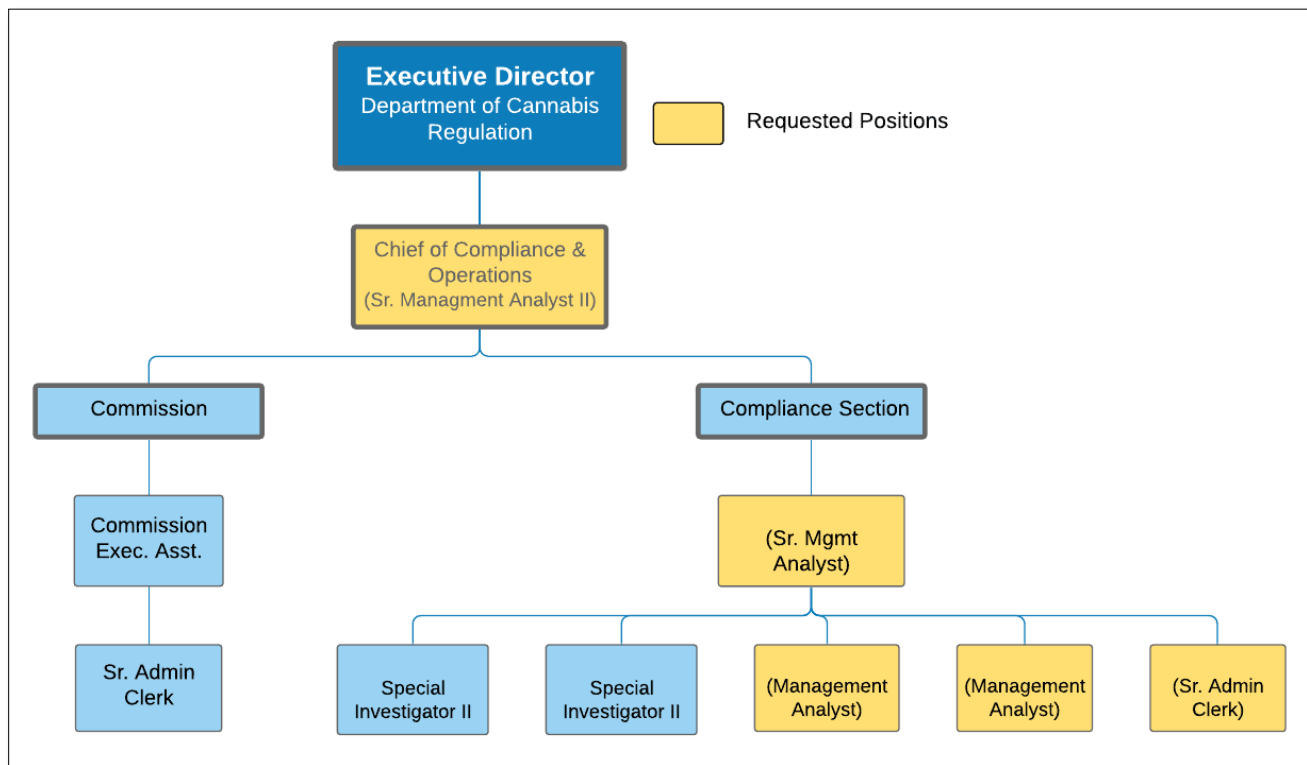 Executive Director
Department of Cannabis
Regulation
Requested Positions
Chief of Compliance &
Operations
(Sr. Managment Analyst II)
Commission
Compliance Section
Commission
Exec. Asst.
(Sr. Mgmt
Analyst)
Sr. Admin
Clerk
Special
Investigator II
Special
Investigator II
(Management
Analyst)
(Management
Analyst)
(Sr. Admin
Clerk)